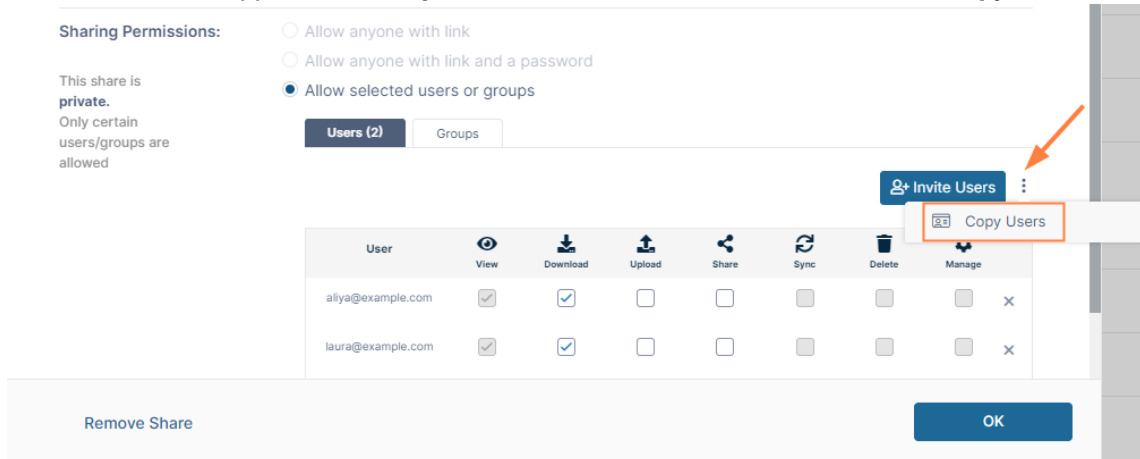 Sharing Permissions:
Allow anyone with link
Allow anyone with link and a password
This share is
private.
Only certain
users/groups are
allowed
Allow selected users or groups
Users (2) Groups
Invite Users
Copy Users
User View Download Upload Share Sync Delete Manage
aliya@example.com
laura@example.com
Remove Share OK